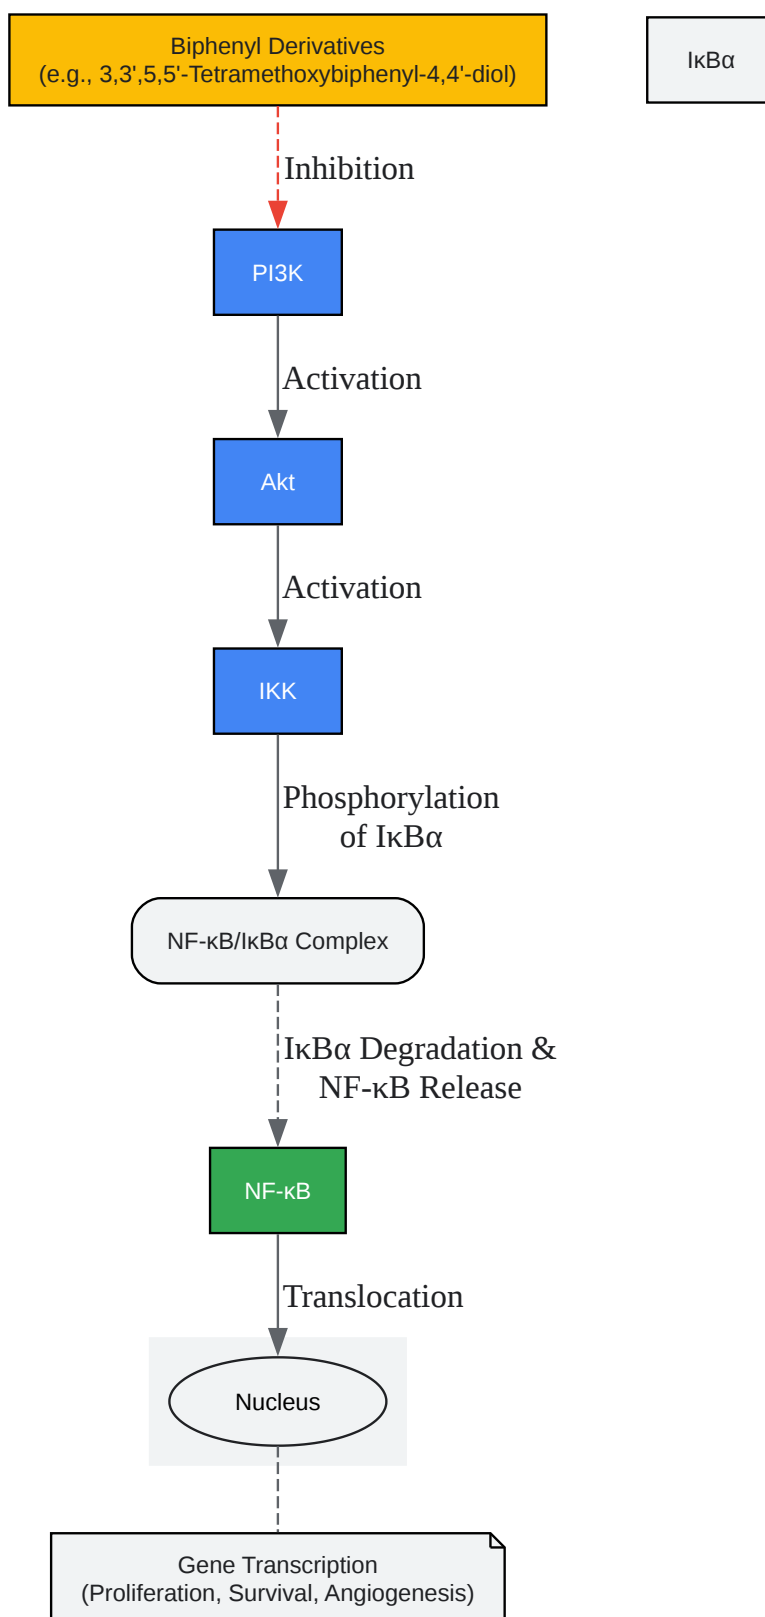 Biphenyl Derivatives
(e.g., 3,3',5,5'-Tetramethoxybiphenyl-4,4'-diol)
IκBα
Inhibition
PI3K
Activation
Akt
Activation
IKK
Phosphorylation
of IκBα
NF-κB/IκBα Complex
IκBα Degradation &
NF-κB Release
NF-κB
Translocation
Nucleus
Gene Transcription
(Proliferation, Survival, Angiogenesis)